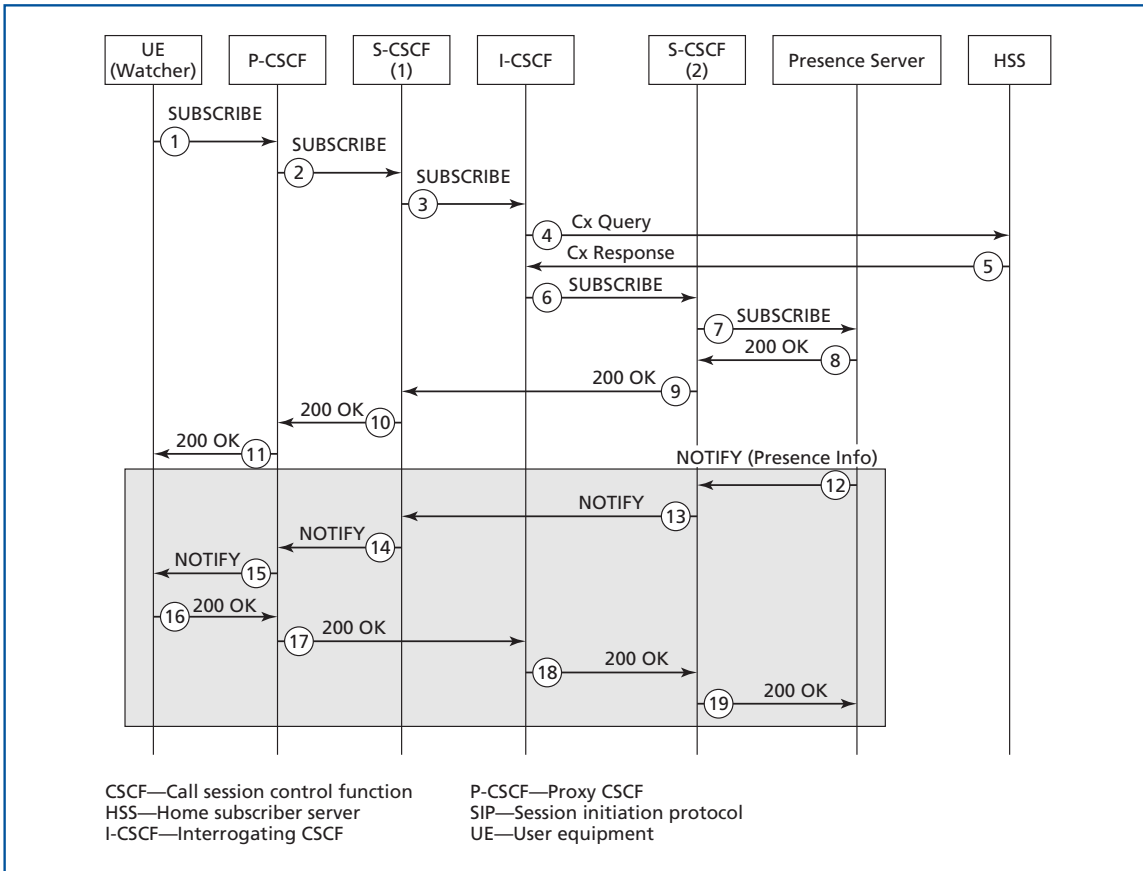 UE
(Watcher)
P-CSCF
S-CSCF
(1)
I-CSCF
S-CSCF
(2)
Presence Server
HSS
SUBSCRIBE
1
SUBSCRIBE
2
SUBSCRIBE
3
Cx Query
4
Cx Response
5
SUBSCRIBE
6
SUBSCRIBE
7
200 OK
8
200 OK
9
200 OK
10
200 OK
11
NOTIFY (Presence Info)
12
NOTIFY
13
NOTIFY
14
NOTIFY
15
200 OK
16
200 OK
17
200 OK
18
200 OK
19
CSCF—Call session control function
HSS—Home subscriber server
I-CSCF—Interrogating CSCF
P-CSCF—Proxy CSCF
SIP—Session initiation protocol
UE—User equipment